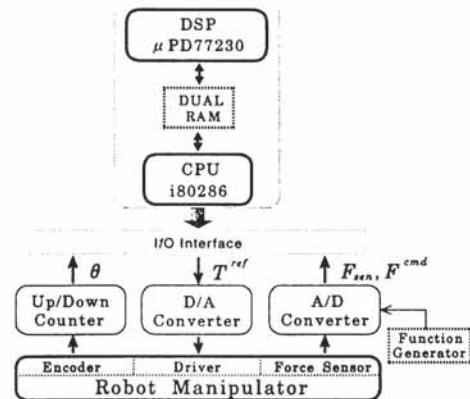 DSP
μPD77230
DUAL
RAM
CPU
i80286
I/O Interface
θ
T^ref
F_sen, F^cmd
Up/Down
Counter
D/A
Converter
A/D
Converter
Function
Generator
Encoder
Driver
Force Sensor
Robot Manipulator